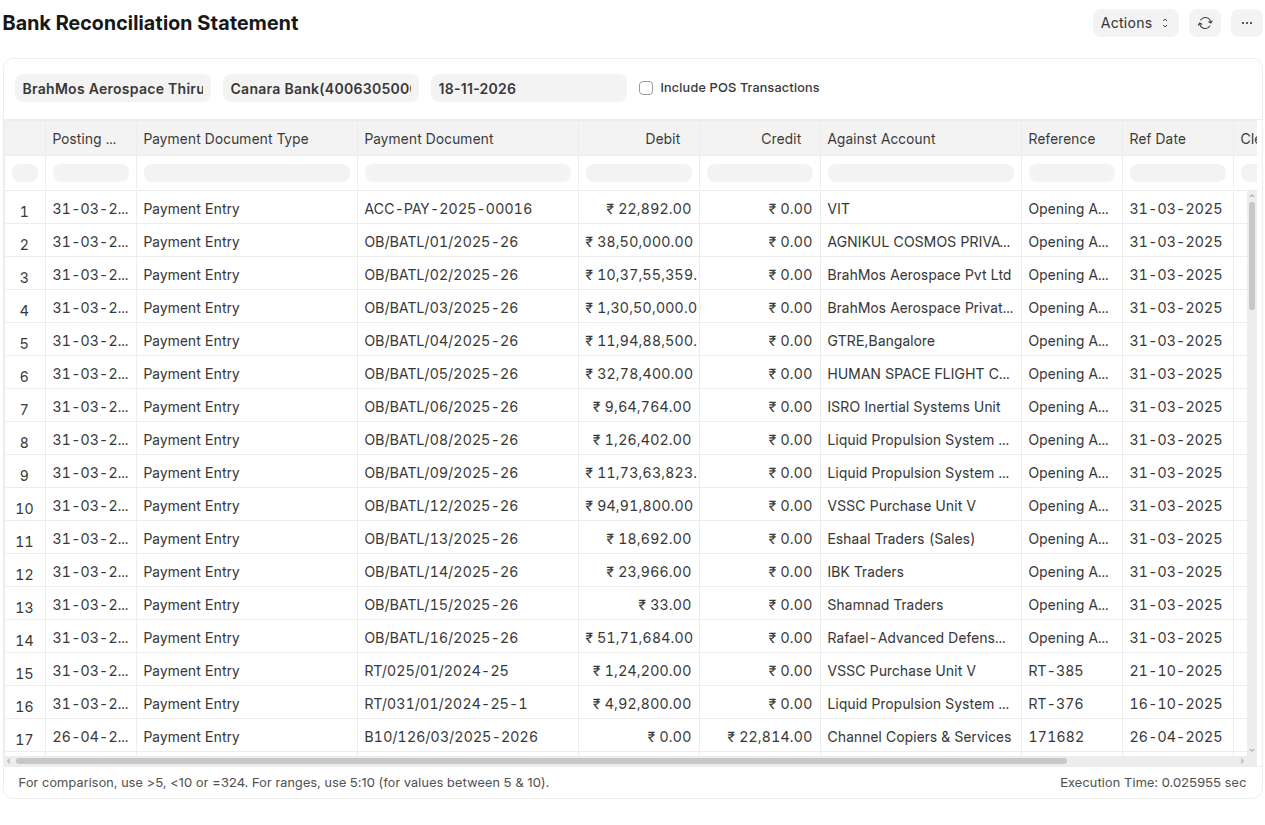 Bank Reconciliation Statement
Actions
BrahMos Aerospace Thiru Canara Bank(4006305000 18-11-2026 Include POS Transactions
Posting ... Payment Document Type Payment Document Debit Credit Against Account Reference Ref Date Cle
1 31-03-2... Payment Entry ACC-PAY-2025-00016 ₹ 22,892.00 ₹ 0.00 VIT Opening A... 31-03-2025
2 31-03-2... Payment Entry OB/BATL/01/2025-26 ₹ 38,50,000.00 ₹ 0.00 AGNIKUL COSMOS PRIVA... Opening A... 31-03-2025
3 31-03-2... Payment Entry OB/BATL/02/2025-26 ₹ 10,37,55,359. ₹ 0.00 BrahMos Aerospace Pvt Ltd Opening A... 31-03-2025
4 31-03-2... Payment Entry OB/BATL/03/2025-26 ₹ 1,30,50,000.0 ₹ 0.00 BrahMos Aerospace Privat... Opening A... 31-03-2025
5 31-03-2... Payment Entry OB/BATL/04/2025-26 ₹ 11,94,88,500. ₹ 0.00 GTRE,Bangalore Opening A... 31-03-2025
6 31-03-2... Payment Entry OB/BATL/05/2025-26 ₹ 32,78,400.00 ₹ 0.00 HUMAN SPACE FLIGHT C... Opening A... 31-03-2025
7 31-03-2... Payment Entry OB/BATL/06/2025-26 ₹ 9,64,764.00 ₹ 0.00 ISRO Inertial Systems Unit Opening A... 31-03-2025
8 31-03-2... Payment Entry OB/BATL/08/2025-26 ₹ 1,26,402.00 ₹ 0.00 Liquid Propulsion System ... Opening A... 31-03-2025
9 31-03-2... Payment Entry OB/BATL/09/2025-26 ₹ 11,73,63,823. ₹ 0.00 Liquid Propulsion System ... Opening A... 31-03-2025
10 31-03-2... Payment Entry OB/BATL/12/2025-26 ₹ 94,91,800.00 ₹ 0.00 VSSC Purchase Unit V Opening A... 31-03-2025
11 31-03-2... Payment Entry OB/BATL/13/2025-26 ₹ 18,692.00 ₹ 0.00 Eshaal Traders (Sales) Opening A... 31-03-2025
12 31-03-2... Payment Entry OB/BATL/14/2025-26 ₹ 23,966.00 ₹ 0.00 IBK Traders Opening A... 31-03-2025
13 31-03-2... Payment Entry OB/BATL/15/2025-26 ₹ 33.00 ₹ 0.00 Shamnad Traders Opening A... 31-03-2025
14 31-03-2... Payment Entry OB/BATL/16/2025-26 ₹ 51,71,684.00 ₹ 0.00 Rafael-Advanced Defens... Opening A... 31-03-2025
15 31-03-2... Payment Entry RT/025/01/2024-25 ₹ 1,24,200.00 ₹ 0.00 VSSC Purchase Unit V RT-385 21-10-2025
16 31-03-2... Payment Entry RT/031/01/2024-25-1 ₹ 4,92,800.00 ₹ 0.00 Liquid Propulsion System ... RT-376 16-10-2025
17 26-04-2... Payment Entry B10/126/03/2025-2026 ₹ 0.00 ₹ 22,814.00 Channel Copiers & Services 171682 26-04-2025
For comparison, use >5, <10 or =324. For ranges, use 5:10 (for values between 5 & 10). Execution Time: 0.025955 sec